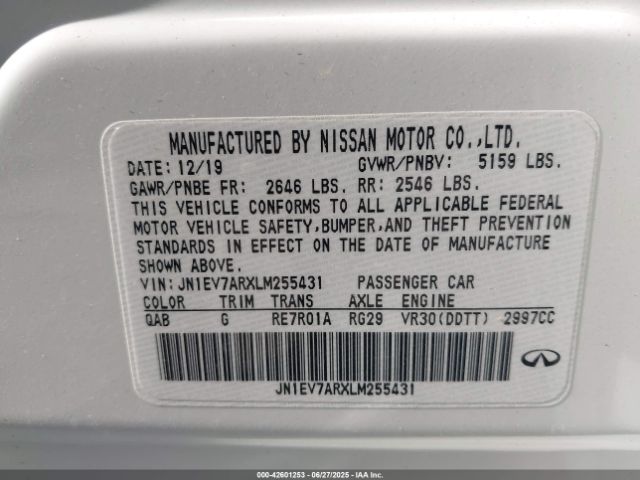 MANUFACTURED BY NISSAN MOTOR CO.,LTD.
DATE: 12/19 GVWR/PNBV: 5159 LBS.
GAWR/PNBE FR: 2646 LBS. RR: 2546 LBS.
THIS VEHICLE CONFORMS TO ALL APPLICABLE FEDERAL
MOTOR VEHICLE SAFETY,BUMPER,AND THEFT PREVENTION
STANDARDS IN EFFECT ON THE DATE OF MANUFACTURE
SHOWN ABOVE.
VIN: JN1EV7ARXLM255431 PASSENGER CAR
COLOR TRIM TRANS AXLE ENGINE
QAB G RE7R01A RG29 VR30(DDTT) 2997CC
JN1EV7ARXLM255431
000-42601253 - 06/27/2025 - IAAI.COM